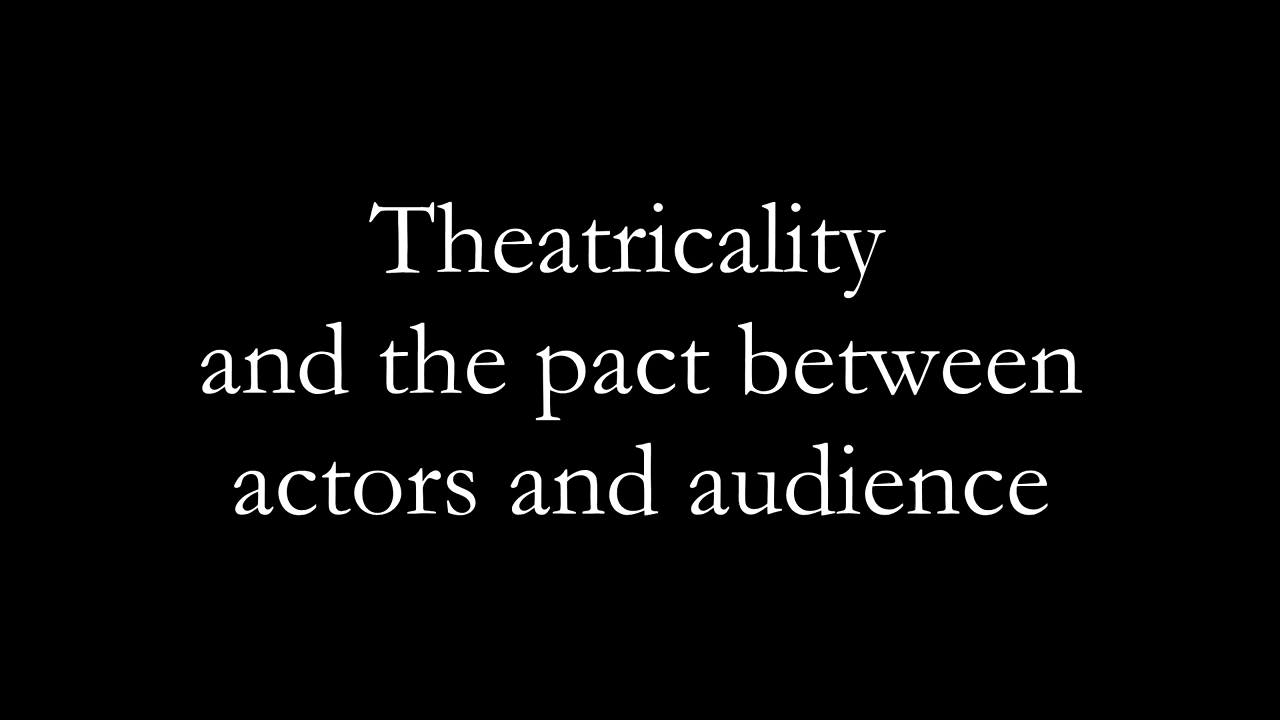 Theatricality
and the pact between
actors and audience